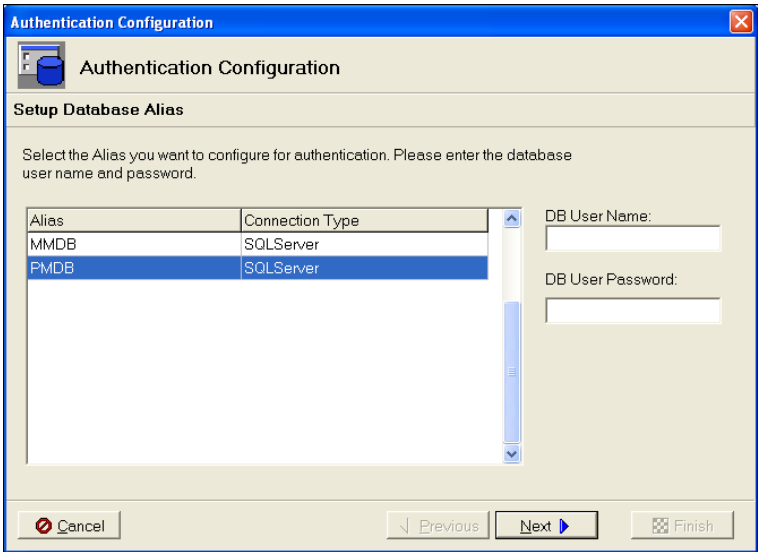 Authentication Configuration
Authentication Configuration
Setup Database Alias
Select the Alias you want to configure for authentication. Please enter the database
user name and password.
Alias Connection Type
MMDB SQLServer
PMDB SQLServer
DB User Name:
DB User Password:
Cancel Previous Next Finish